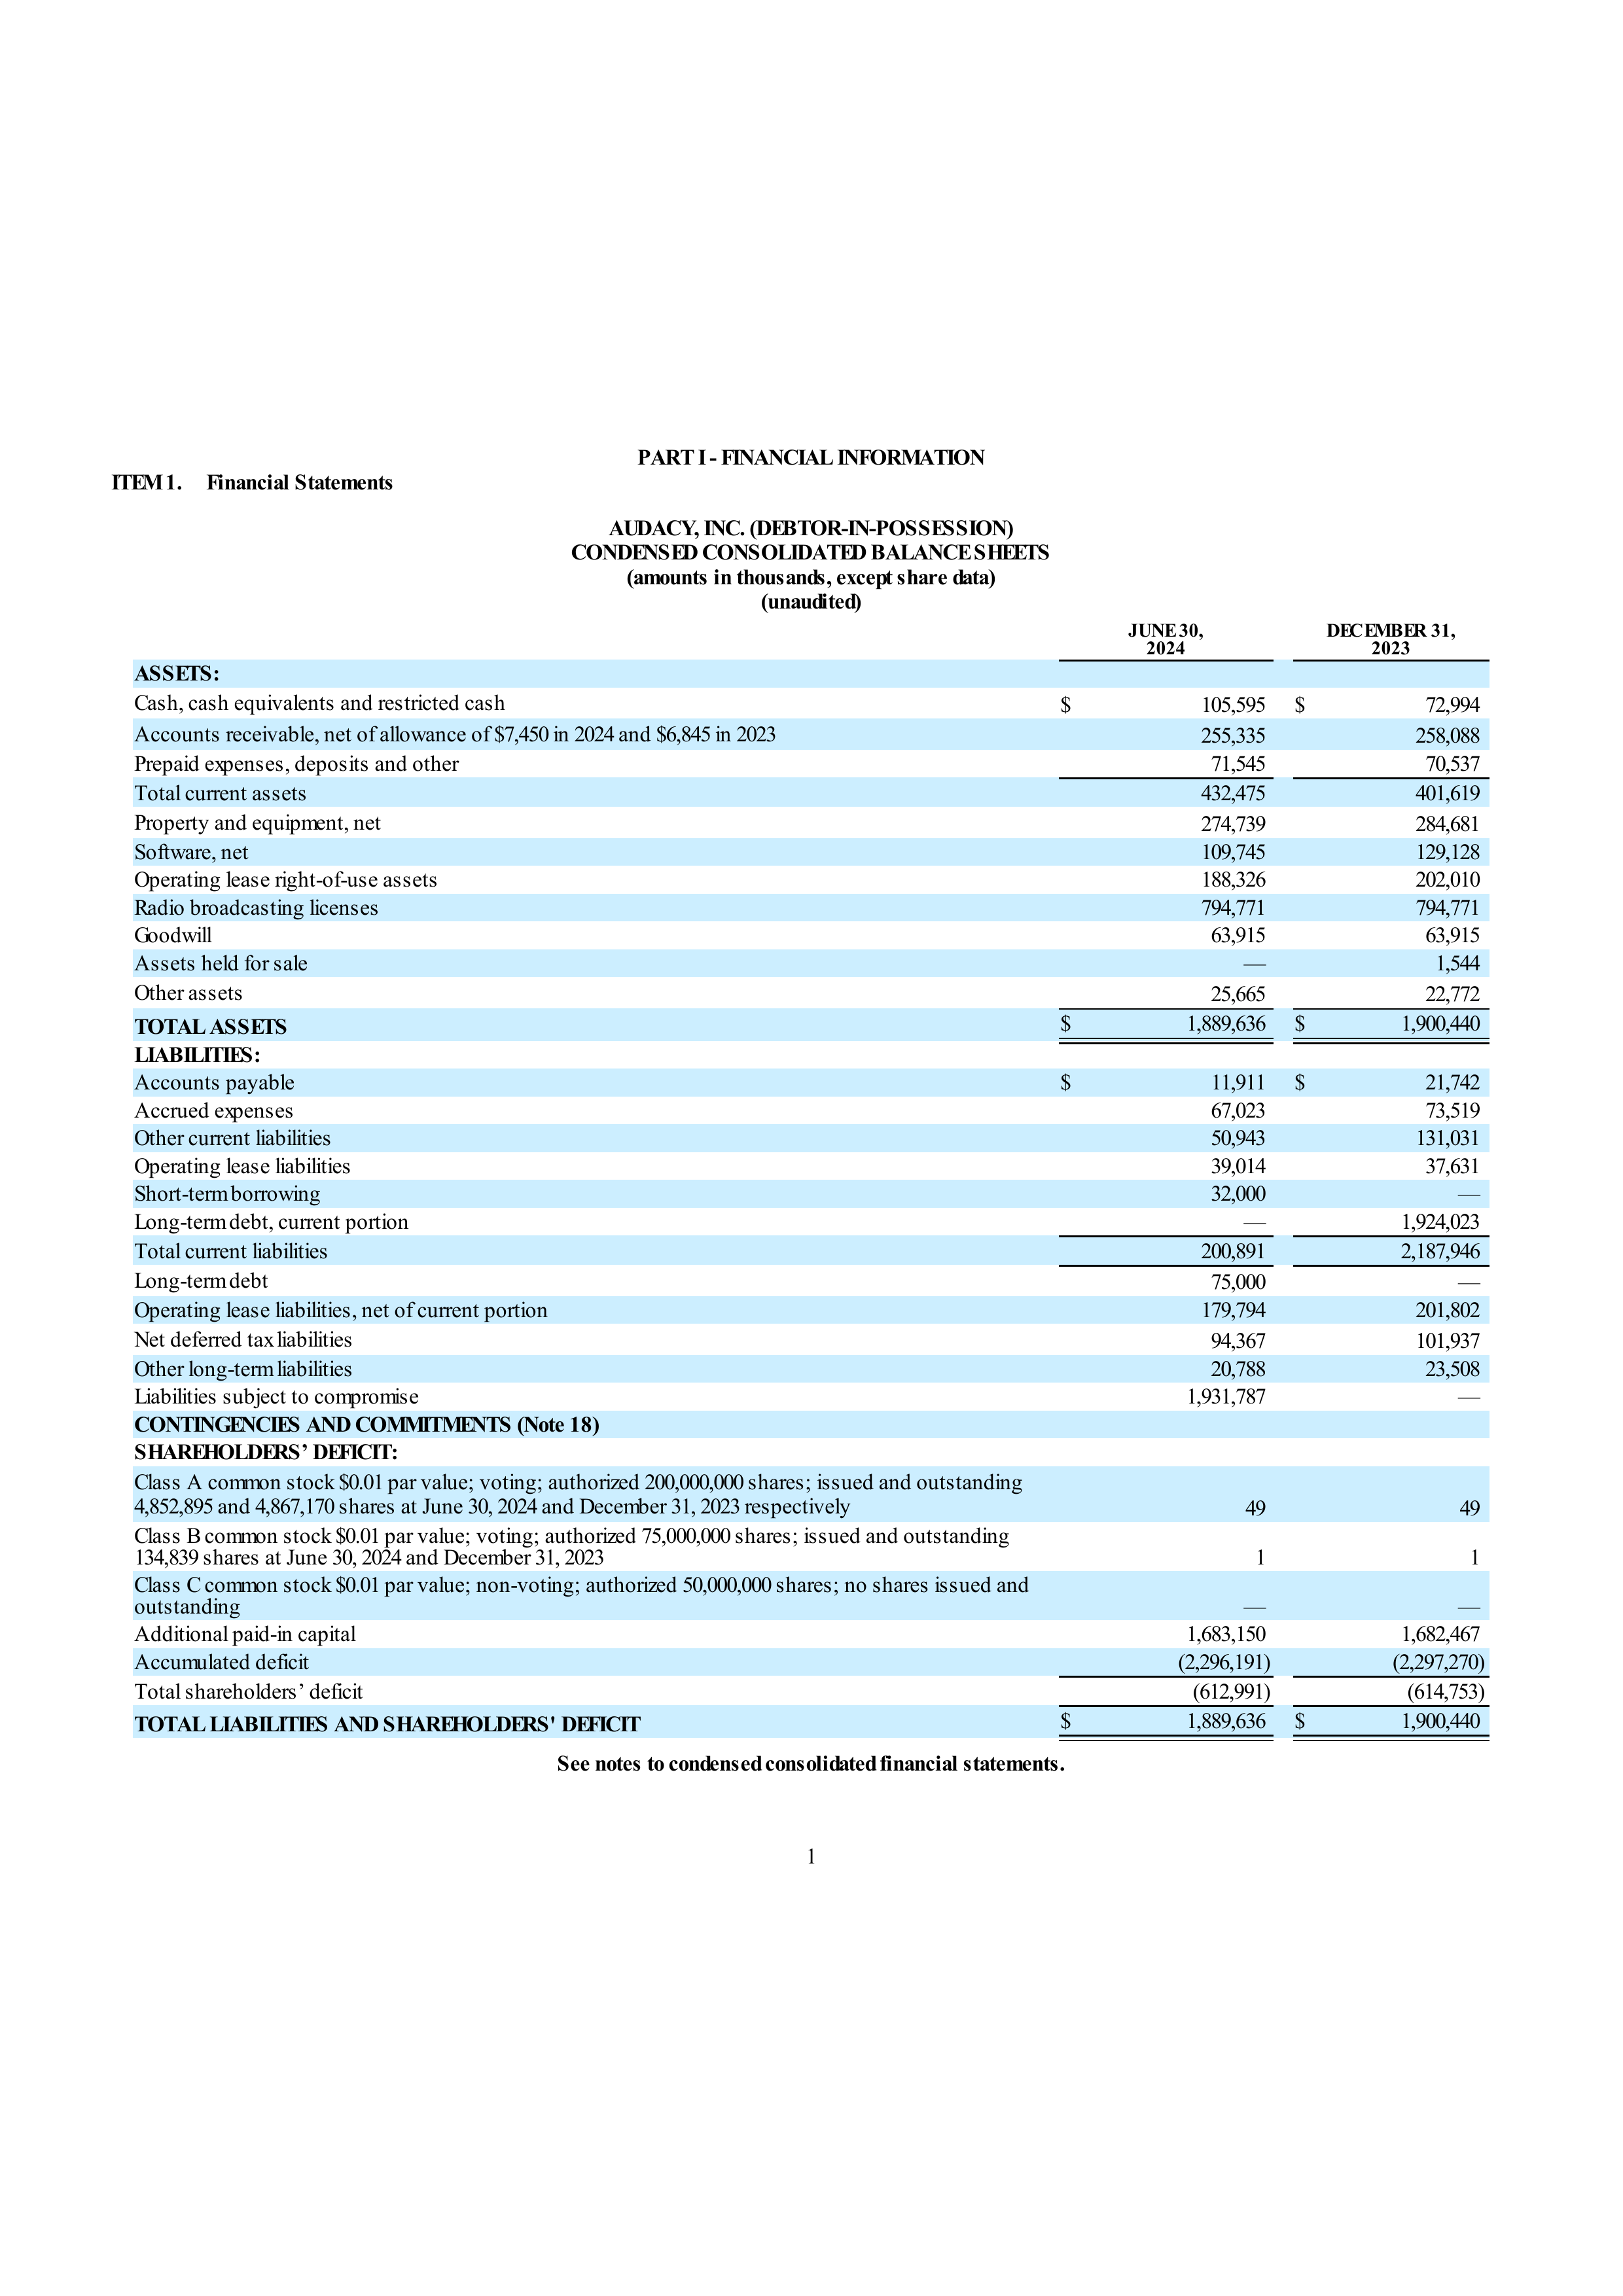 PART I - FINANCIAL INFORMATION
ITEM 1. Financial Statements
AUDACY, INC. (DEBTOR-IN-POSSESSION)
CONDENSED CONSOLIDATED BALANCE SHEETS
(amounts in thousands, except share data)
(unaudited)
JUNE 30, 2024 DECEMBER 31, 2023
ASSETS:
Cash, cash equivalents and restricted cash $ 105,595 $ 72,994
Accounts receivable, net of allowance of $7,450 in 2024 and $6,845 in 2023 255,335 258,088
Prepaid expenses, deposits and other 71,545 70,537
Total current assets 432,475 401,619
Property and equipment, net 274,739 284,681
Software, net 109,745 129,128
Operating lease right-of-use assets 188,326 202,010
Radio broadcasting licenses 794,771 794,771
Goodwill 63,915 63,915
Assets held for sale — 1,544
Other assets 25,665 22,772
TOTAL ASSETS $ 1,889,636 $ 1,900,440
LIABILITIES:
Accounts payable $ 11,911 $ 21,742
Accrued expenses 67,023 73,519
Other current liabilities 50,943 131,031
Operating lease liabilities 39,014 37,631
Short-term borrowing 32,000 —
Long-term debt, current portion — 1,924,023
Total current liabilities 200,891 2,187,946
Long-term debt 75,000 —
Operating lease liabilities, net of current portion 179,794 201,802
Net deferred tax liabilities 94,367 101,937
Other long-term liabilities 20,788 23,508
Liabilities subject to compromise 1,931,787 —
CONTINGENCIES AND COMMITMENTS (Note 18)
SHAREHOLDERS’ DEFICIT:
Class A common stock $0.01 par value; voting; authorized 200,000,000 shares; issued and outstanding
4,852,895 and 4,867,170 shares at June 30, 2024 and December 31, 2023 respectively 49 49
Class B common stock $0.01 par value; voting; authorized 75,000,000 shares; issued and outstanding
134,839 shares at June 30, 2024 and December 31, 2023 1 1
Class C common stock $0.01 par value; non-voting; authorized 50,000,000 shares; no shares issued and
outstanding — —
Additional paid-in capital 1,683,150 1,682,467
Accumulated deficit (2,296,191) (2,297,270)
Total shareholders’ deficit (612,991) (614,753)
TOTAL LIABILITIES AND SHAREHOLDERS' DEFICIT $ 1,889,636 $ 1,900,440
See notes to condensed consolidated financial statements.
1